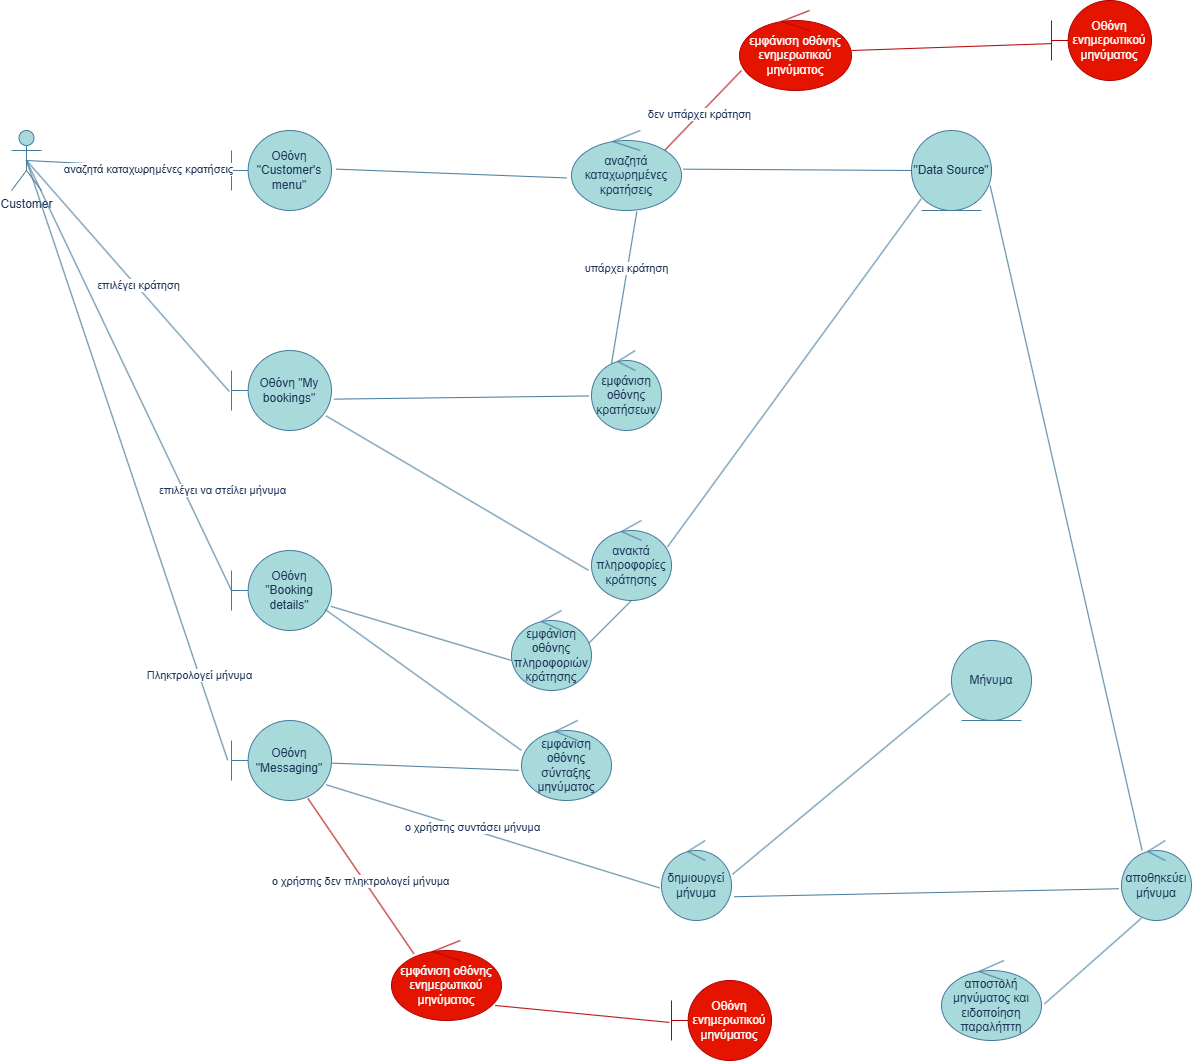 εμφάνιση οθόνης
ενημερωτικού
μηνύματος
Οθόνη
ενημερωτικού
μηνύματος
δεν υπάρχει κράτηση
Customer
αναζητά καταχωρημένες κρατήσεις
Οθόνη
"Customer's
menu"
αναζητά
καταχωρημένες
κρατήσεις
"Data Source"
υπάρχει κράτηση
επιλέγει κράτηση
Οθόνη "My
bookings"
εμφάνιση
οθόνης
κρατήσεων
επιλέγει να στείλει μήνυμα
ανακτά
πληροφορίες
κράτησης
Οθόνη
"Booking
details"
εμφάνιση
οθόνης
πληροφοριών
κράτησης
Πληκτρολογεί μήνυμα
Μήνυμα
Οθόνη
"Messaging"
εμφάνιση
οθόνης
σύνταξης
μηνύματος
ο χρήστης συντάσει μήνυμα
ο χρήστης δεν πληκτρολογεί μήνυμα
δημιουργεί
μήνυμα
αποθηκεύει
μήνυμα
εμφάνιση οθόνης
ενημερωτικού
μηνύματος
Οθόνη
ενημερωτικού
μηνύματος
αποστολή
μηνύματος και
ειδοποίηση
παραλήπτη